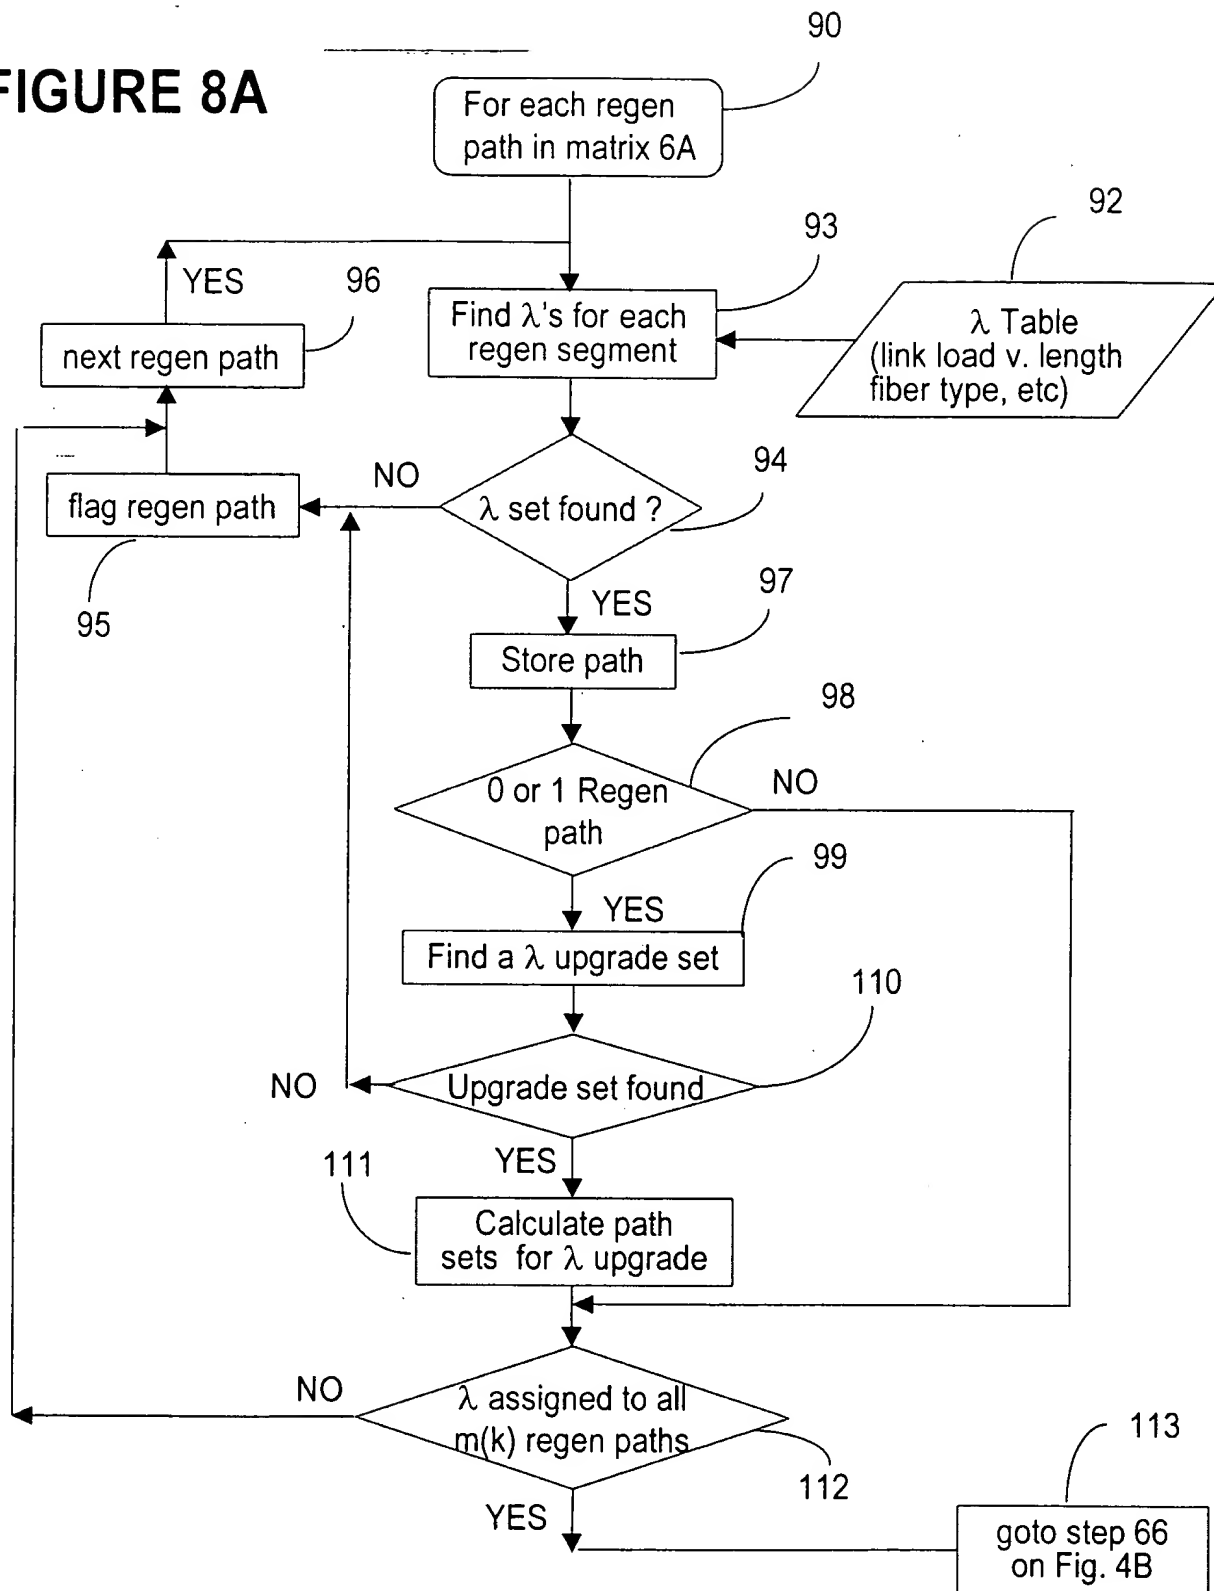 FIGURE 8A
90
For each regen
path in matrix 6A
92
93
YES
96
Find λ's for each
regen segment
λ Table
(link load v. length
fiber type, etc)
next regen path
94
NO
flag regen path
λ set found ?
95
YES
97
Store path
98
0 or 1 Regen
path
NO
99
YES
Find a λ upgrade set
110
NO
Upgrade set found
111
YES
Calculate path
sets for λ upgrade
NO
λ assigned to all
m(k) regen paths
113
112
YES
goto step 66
on Fig. 4B